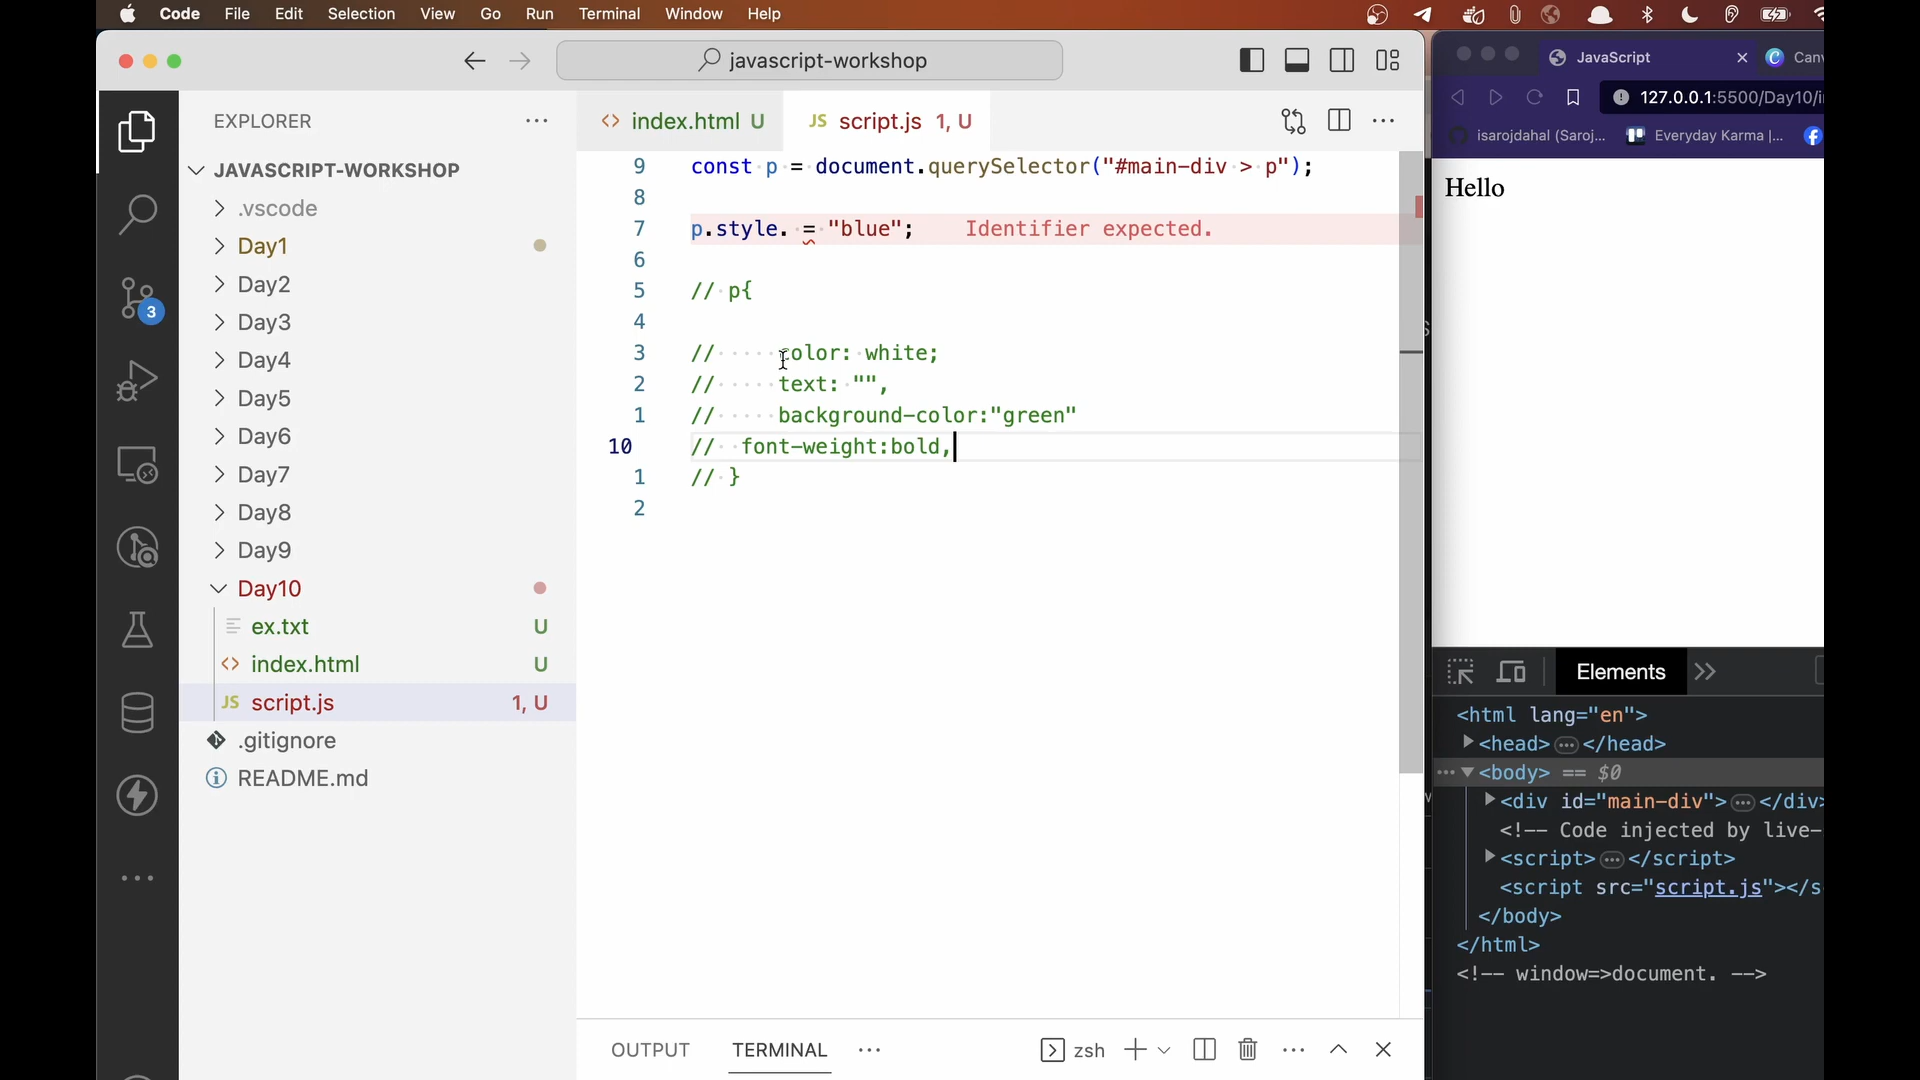 Code File Edit Selection View Go Run Terminal Window Help
javascript-workshop
EXPLORER
JAVASCRIPT-WORKSHOP
.vscode
Day1
Day2
Day3
Day4
Day5
Day6
Day7
Day8
Day9
Day10
ex.txt U
index.html U
JS script.js 1, U
.gitignore
README.md
3
index.html U
JS script.js 1, U
9 const p = document.querySelector("#main-div > p");
8
7 p.style. = "blue"; Identifier expected.
6
5 // p{
4
3 // color: white;
2 // text: "",
1 // background-color:"green"
10 // font-weight:bold,
1 // }
2
OUTPUT TERMINAL
zsh
JavaScript
127.0.0.1:5500/Day10/
isarojdahal (Saroj... Everyday Karma |...
Hello
Elements
<html lang="en">
<head> </head>
<body> == $0
<div id="main-div"> </div>
<!-- Code injected by live-
<script> </script>
<script src="script.js"></s
</body>
</html>
<!-- window=>document. -->